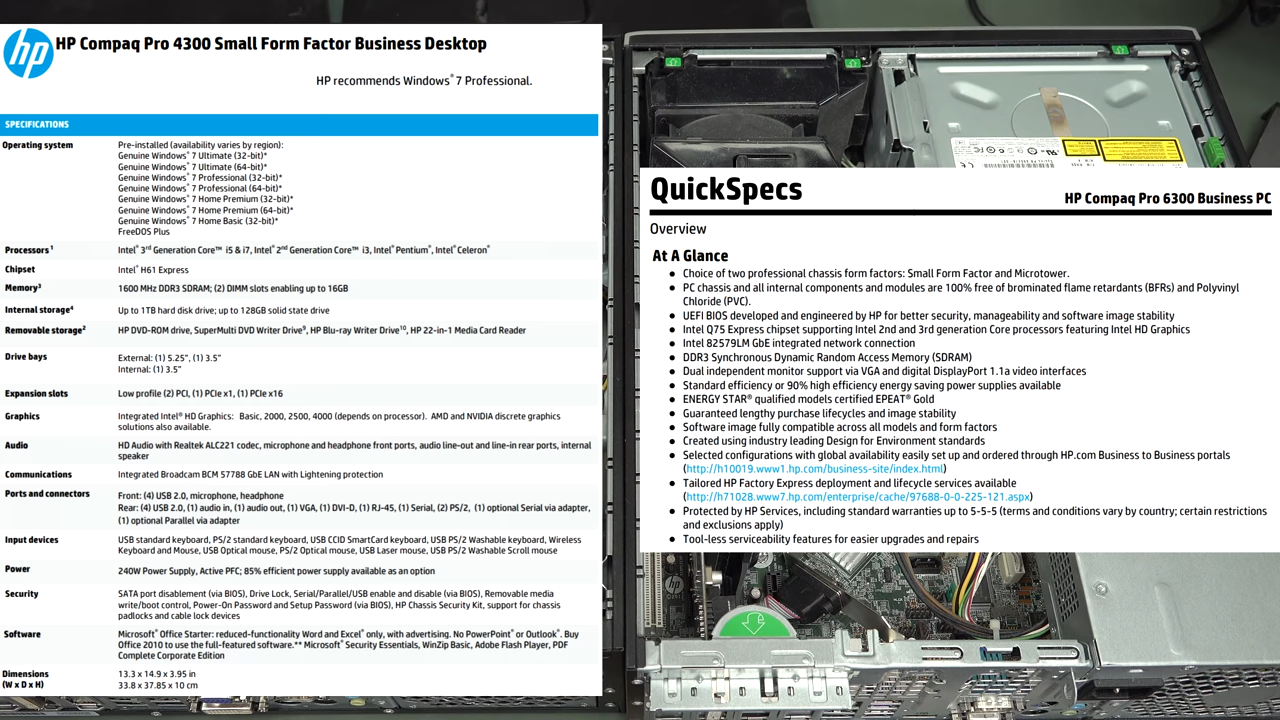 hp
HP Compaq Pro 4300 Small Form Factor Business Desktop
HP recommends Windows® 7 Professional.
SPECIFICATIONS
Operating system
Pre-installed (availability varies by region):
Genuine Windows® 7 Ultimate (32-bit)*
Genuine Windows® 7 Ultimate (64-bit)*
Genuine Windows® 7 Professional (32-bit)*
Genuine Windows® 7 Professional (64-bit)*
Genuine Windows® 7 Home Premium (32-bit)*
Genuine Windows® 7 Home Premium (64-bit)*
Genuine Windows® 7 Home Basic (32-bit)*
FreeDOS Plus
Processors ¹ Intel® 3rd Generation Core™ i5 & i7, Intel® 2nd Generation Core™ i3, Intel® Pentium®, Intel® Celeron®
Chipset Intel® H61 Express
Memory³ 1600 MHz DDR3 SDRAM; (2) DIMM slots enabling up to 16GB
Internal storage⁴ Up to 1TB hard disk drive; up to 128GB solid state drive
Removable storage² HP DVD-ROM drive, SuperMulti DVD Writer Drive⁹, HP Blu-ray Writer Drive¹⁰, HP 22-in-1 Media Card Reader
Drive bays External: (1) 5.25", (1) 3.5"
Internal: (1) 3.5"
Expansion slots Low profile (2) PCI, (1) PCIe x1, (1) PCIe x16
Graphics Integrated Intel® HD Graphics: Basic, 2000, 2500, 4000 (depends on processor). AMD and NVIDIA discrete graphics
solutions also available.
Audio HD Audio with Realtek ALC221 codec, microphone and headphone front ports, audio line-out and line-in rear ports, internal
speaker
Communications Integrated Broadcam BCM 57788 GbE LAN with Lightening protection
Ports and connectors Front: (4) USB 2.0, microphone, headphone
Rear: (4) USB 2.0, (1) audio in, (1) audio out, (1) VGA, (1) DVI-D, (1) RJ-45, (1) Serial, (2) PS/2, (1 optional Serial via adapter,
(1) optional Parallel via adapter
Input devices USB standard keyboard, PS/2 standard keyboard, USB CCID SmartCard keyboard, USB PS/2 Washable keyboard, Wireless
Keyboard and Mouse, USB Optical mouse, PS/2 Optical mouse, USB Laser mouse, USB PS/2 Washable Scroll mouse
Power 240W Power Supply, Active PFC; 85% efficient power supply available as an option
Security SATA port disablement (via BIOS), Drive Lock, Serial/Parallel/USB enable and disable (via BIOS), Removable media
write/boot control, Power-On Password and Setup Password (via BIOS), HP Chassis Security Kit, support for chassis
padlocks and cable lock devices
Software Microsoft® Office Starter: reduced-functionality Word and Excel® only, with advertising. No PowerPoint® or Outlook®. Buy
Office 2010 to use the full-featured software.** Microsoft® Security Essentials, WinZip Basic, Adobe Flash Player, PDF
Complete Corporate Edition
Dimensions 13.3 x 14.9 x 3.95 in
(W x D x H) 33.8 x 37.85 x 10 cm
QuickSpecs
HP Compaq Pro 6300 Business PC
Overview
At A Glance
● Choice of two professional chassis form factors: Small Form Factor and Microtower.
● PC chassis and all internal components and modules are 100% free of brominated flame retardants (BFRs) and Polyvinyl
Chloride (PVC).
● UEFI BIOS developed and engineered by HP for better security, manageability and software image stability
● Intel Q75 Express chipset supporting Intel 2nd and 3rd generation Core processors featuring Intel HD Graphics
● Intel 82579LM GbE integrated network connection
● DDR3 Synchronous Dynamic Random Access Memory (SDRAM)
● Dual independent monitor support via VGA and digital DisplayPort 1.1a video interfaces
● Standard efficiency or 90% high efficiency energy saving power supplies available
● ENERGY STAR® qualified models certified EPEAT® Gold
● Guaranteed lengthy purchase lifecycles and image stability
● Software image fully compatible across all models and form factors
● Created using industry leading Design for Environment standards
● Selected configurations with global availability easily set up and ordered through HP.com Business to Business portals
(http://h10019.www1.hp.com/business-site/index.html)
● Tailored HP Factory Express deployment and lifecycle services available
(http://h71028.www7.hp.com/enterprise/cache/97688-0-0-225-121.aspx)
● Protected by HP Services, including standard warranties up to 5-5-5 (terms and conditions vary by country; certain restrictions
and exclusions apply)
● Tool-less serviceability features for easier upgrades and repairs
hp